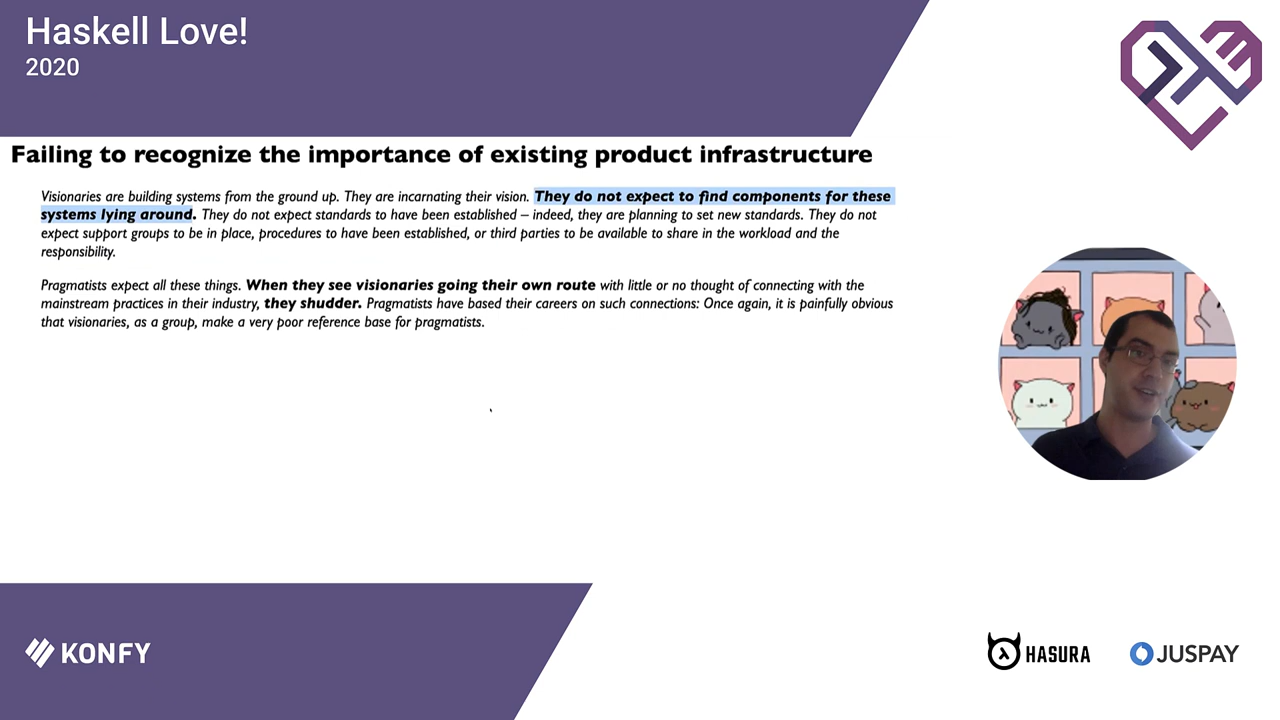 Haskell Love!
2020
Failing to recognize the importance of existing product infrastructure
Visionaries are building systems from the ground up. They are incarnating their vision. They do not expect to find components for these
systems lying around. They do not expect standards to have been established – indeed, they are planning to set new standards. They do not
expect support groups to be in place, procedures to have been established, or third parties to be available to share in the workload and the
responsibility.
Pragmatists expect all these things. When they see visionaries going their own route with little or no thought of connecting with the
mainstream practices in their industry, they shudder. Pragmatists have based their careers on such connections: Once again, it is painfully obvious
that visionaries, as a group, make a very poor reference base for pragmatists.
KONFY
HASURA
JUSPAY